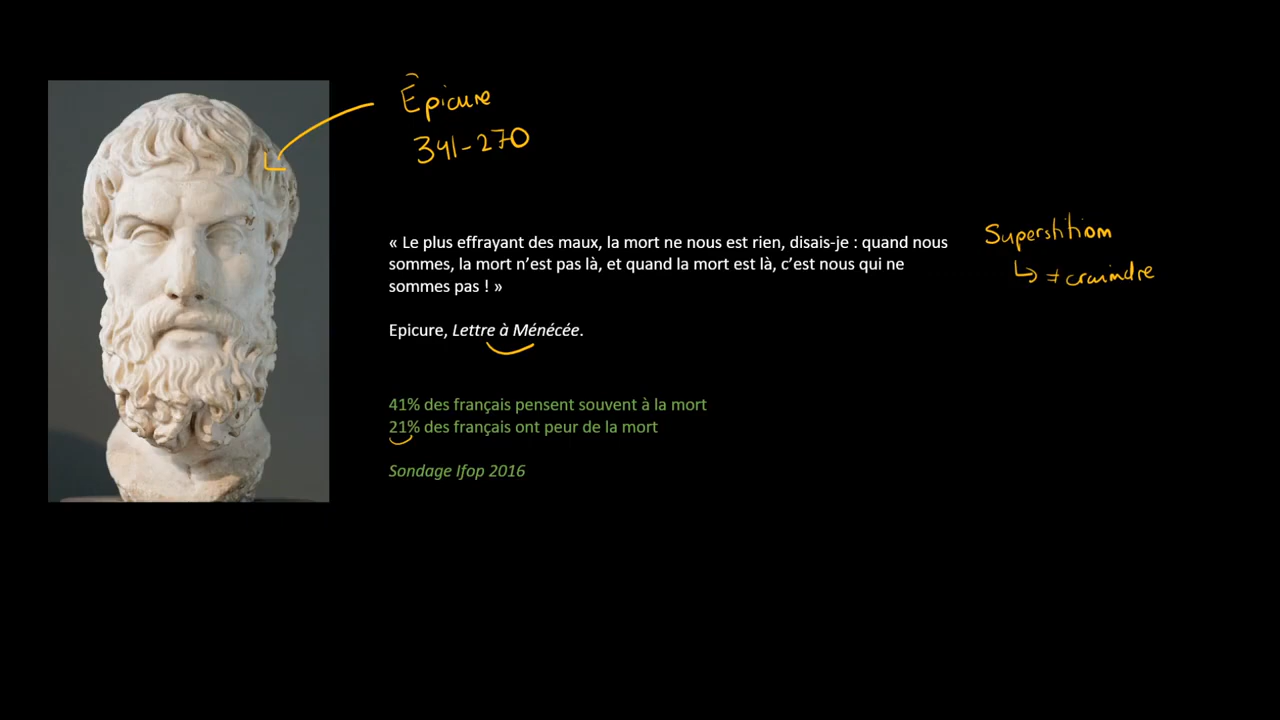 Épicure
341-270
« Le plus effrayant des maux, la mort ne nous est rien, disais-je : quand nous
sommes, la mort n’est pas là, et quand la mort est là, c’est nous qui ne
sommes pas ! »
Superstition
↳ ≠ craindre
Epicure, Lettre à Ménécée.
41% des français pensent souvent à la mort
21% des français ont peur de la mort
Sondage Ifop 2016